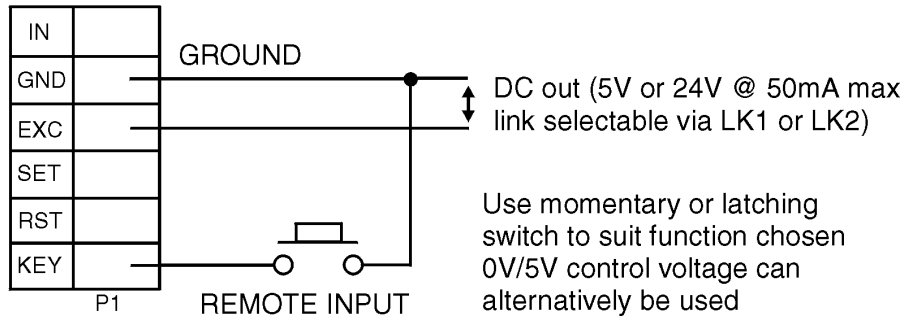 IN
GND
EXC
SET
RST
KEY
P1
GROUND
DC out (5V or 24V @ 50mA max
link selectable via LK1 or LK2)
REMOTE INPUT
Use momentary or latching
switch to suit function chosen
0V/5V control voltage can
alternatively be used